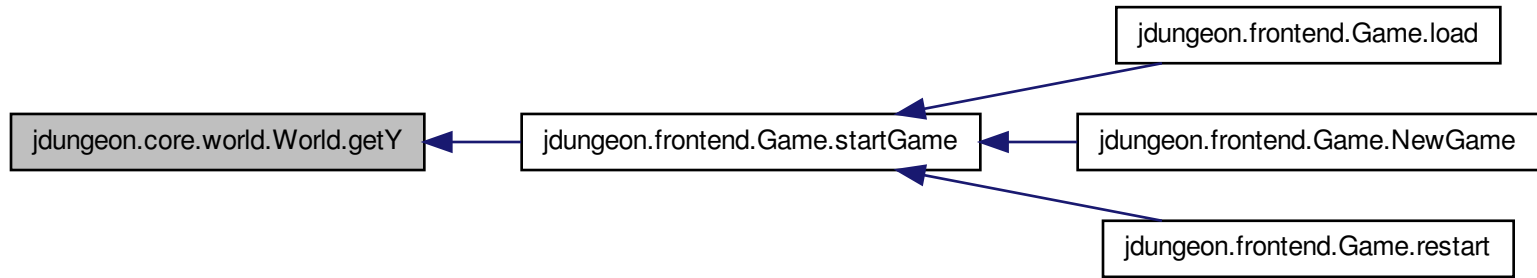 jdungeon.frontend.Game.load
jdungeon.core.world.World.getY
jdungeon.frontend.Game.startGame
jdungeon.frontend.Game.NewGame
jdungeon.frontend.Game.restart